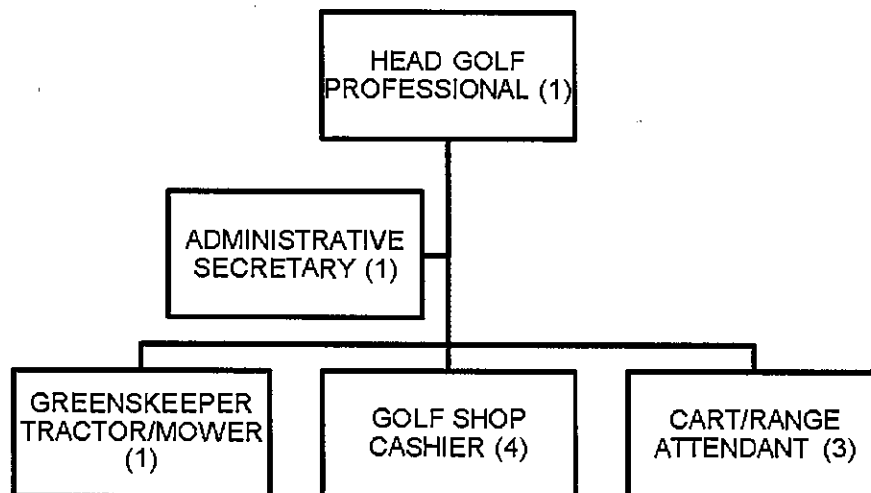 HEAD GOLF
PROFESSIONAL (1)
ADMINISTRATIVE
SECRETARY (1)
GREENSKEEPER
TRACTOR/MOWER
(1)
GOLF SHOP
CASHIER (4)
CART/RANGE
ATTENDANT (3)